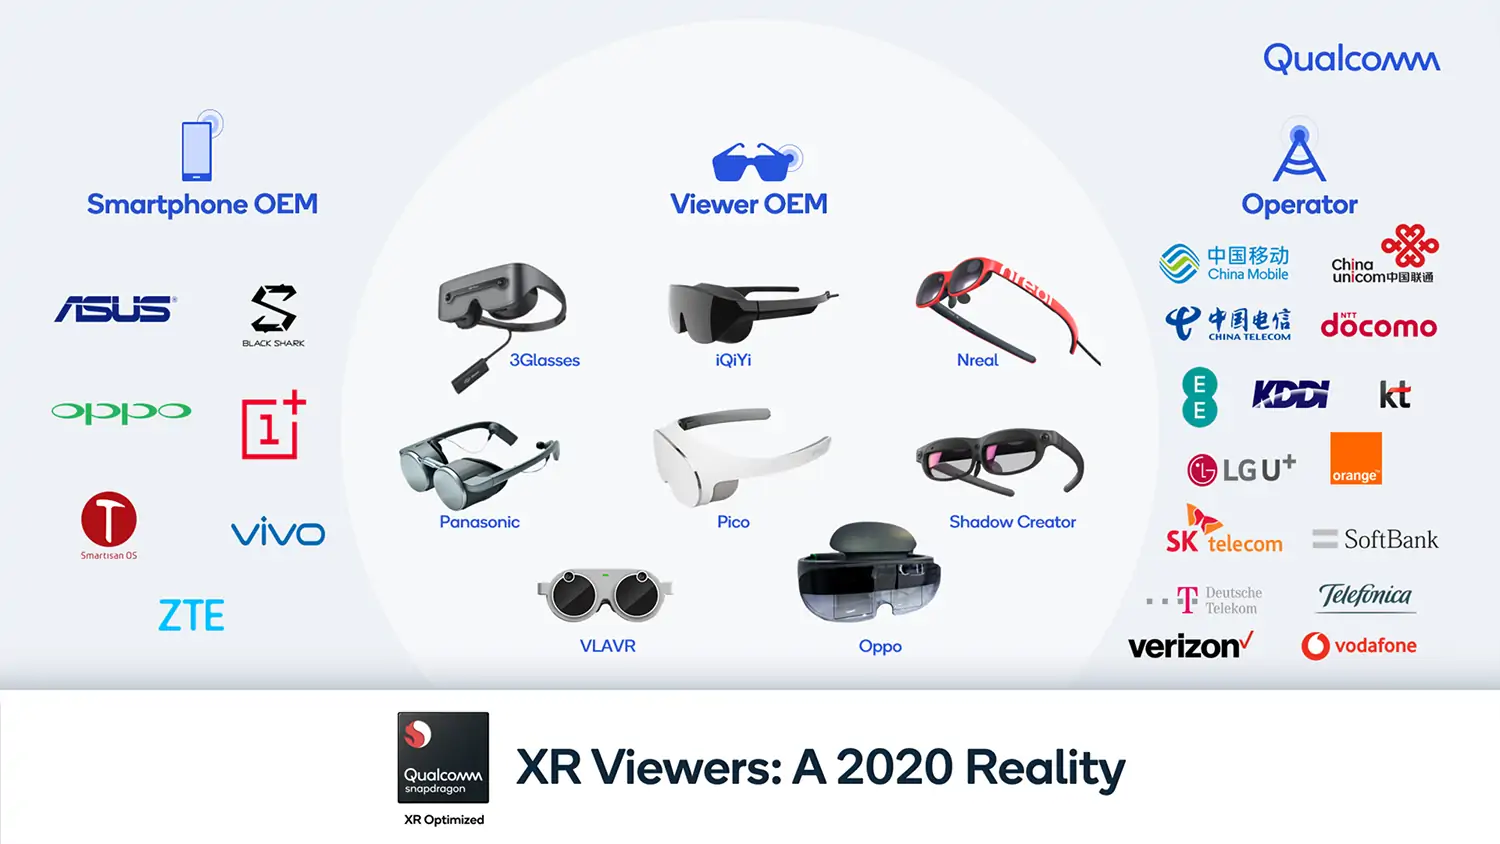 Qualcomm
Smartphone OEM
ASUS®
BLACK SHARK
oppo
1+
Smartisan OS
vivo
ZTE
Viewer OEM
3Glasses
iQiYi
nreal
Nreal
Panasonic
Pico
Shadow Creator
VLAVR
Oppo
Operator
中国移动
China Mobile
China
unicom中国联通
中国电信
CHINA TELECOM
NTT
docomo
E
E
KDDI
kt
LG U+
orange™
SK telecom
SoftBank
T Deutsche
Telekom
Telefónica
verizon✓
vodafone
Qualcomm
snapdragon
XR Optimized
XR Viewers: A 2020 Reality